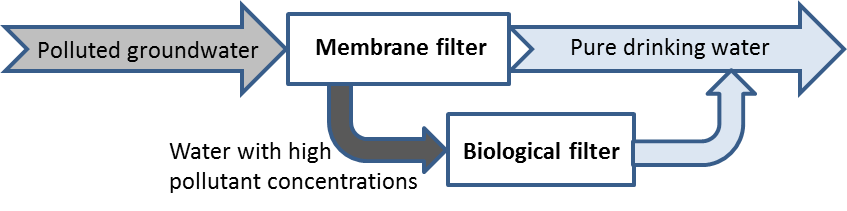 Polluted groundwater
Membrane filter
Pure drinking water
Water with high
pollutant concentrations
Biological filter